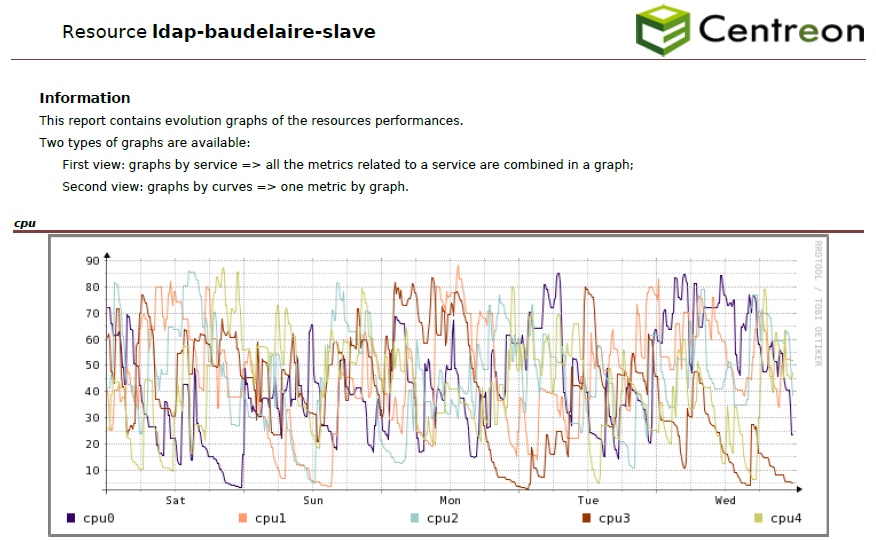 Resource ldap-baudelaire-slave
Centreon
Information
This report contains evolution graphs of the resources performances.
Two types of graphs are available:
First view: graphs by service => all the metrics related to a service are combined in a graph;
Second view: graphs by curves => one metric by graph.
cpu
90
80
70
60
50
40
30
20
10
Sat Sun Mon Tue Wed
cpu0 cpu1 cpu2 cpu3 cpu4
RRDTOOL / TOBI OETIKER